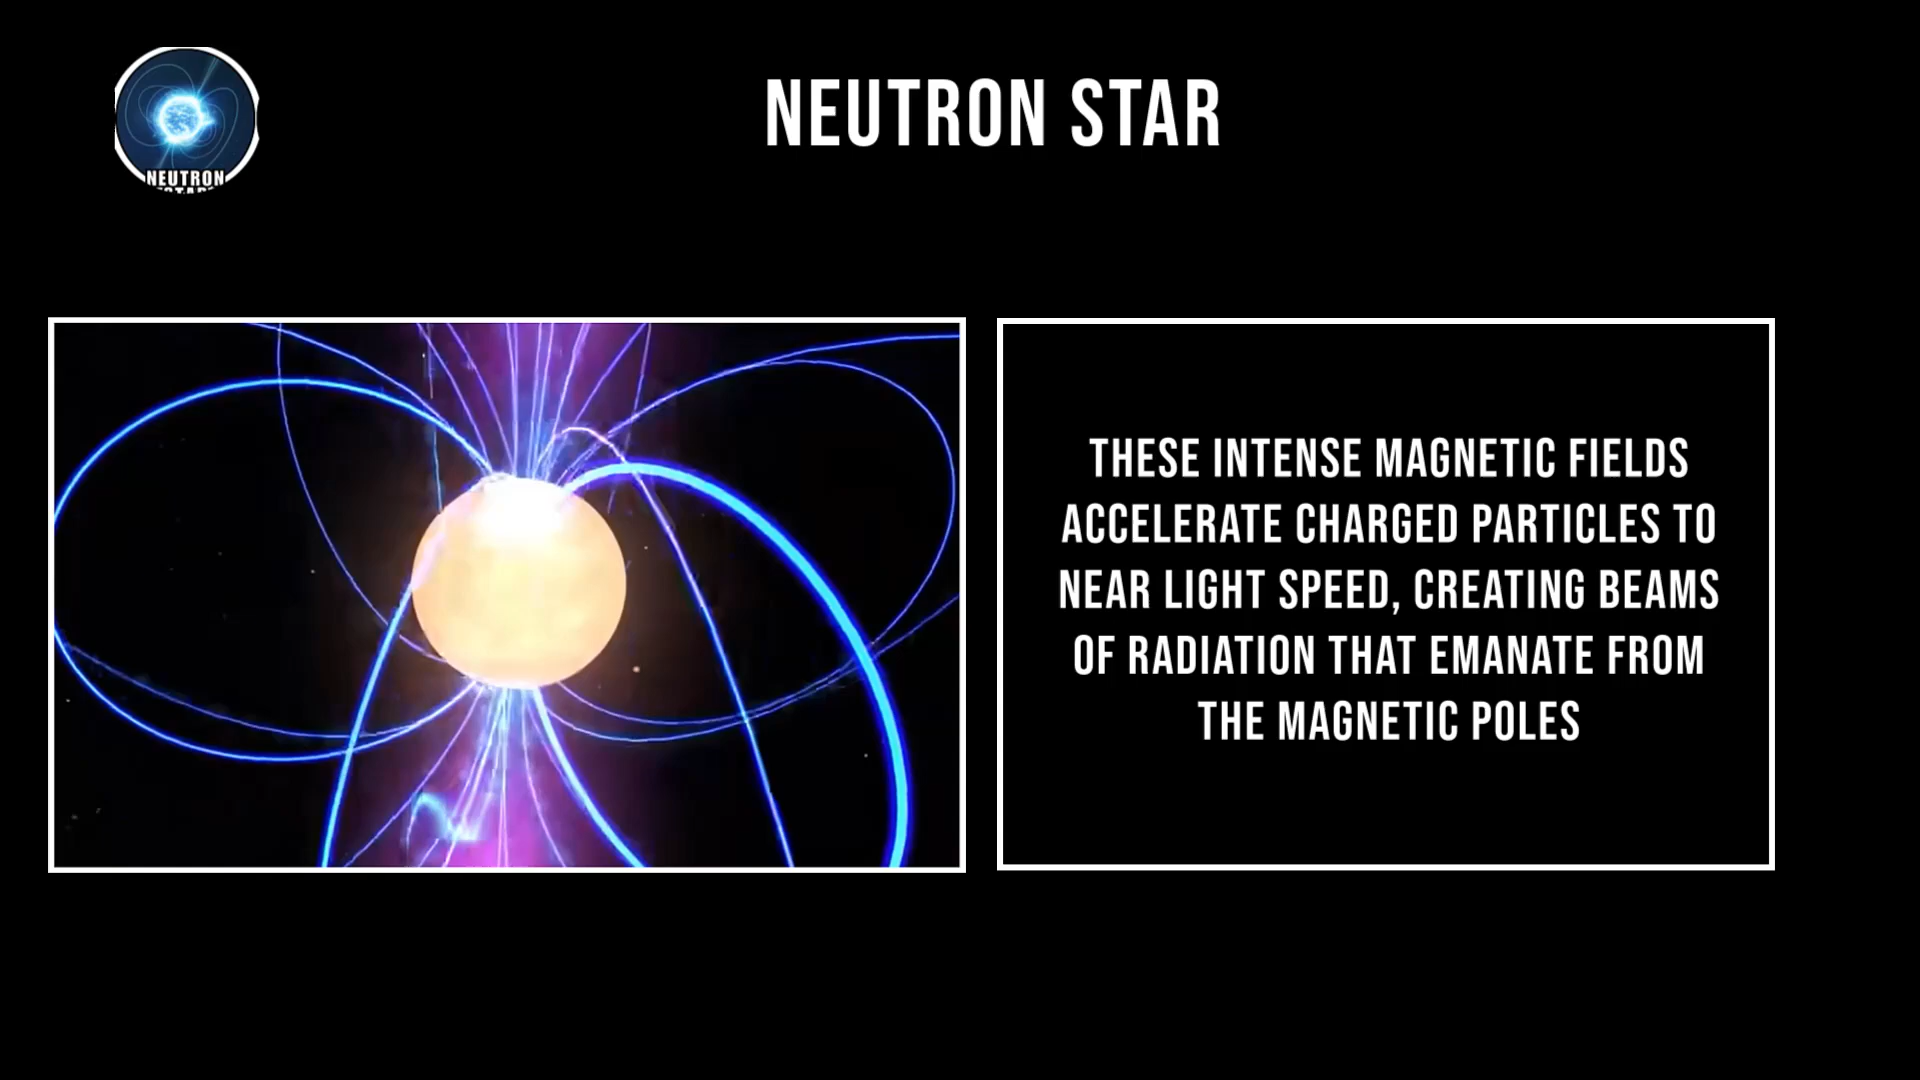 NEUTRON
NEUTRON STAR
THESE INTENSE MAGNETIC FIELDS
ACCELERATE CHARGED PARTICLES TO
NEAR LIGHT SPEED, CREATING BEAMS
OF RADIATION THAT EMANATE FROM
THE MAGNETIC POLES